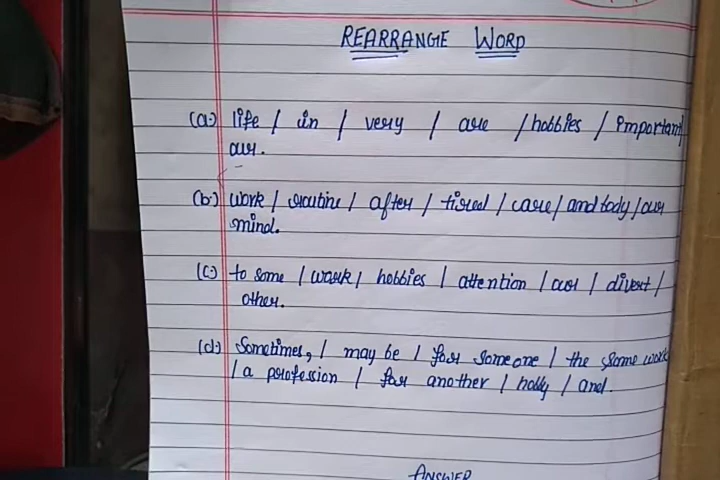 REARRANGE WORD
(a) life / in / very / are / hobbies / important
our.
(b) work / routine / after / tired / are / and body / our
mind.
(c) to some / work / hobbies / attention / our / divert /
other.
(d) Sometimes, / may be / for someone / the same work
/ a profession / for another / hobby / and.
ANSWER